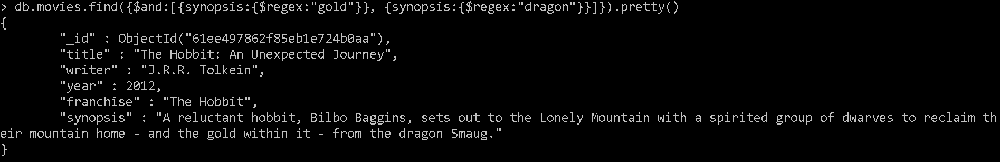 > db.movies.find({$and:[{synopsis:{$regex:"gold"}}, {synopsis:{$regex:"dragon"}}]}).pretty()
{
        "_id" : ObjectId("61ee497862f85eb1e724b0aa"),
        "title" : "The Hobbit: An Unexpected Journey",
        "writer" : "J.R.R. Tolkein",
        "year" : 2012,
        "franchise" : "The Hobbit",
        "synopsis" : "A reluctant hobbit, Bilbo Baggins, sets out to the Lonely Mountain with a spirited group of dwarves to reclaim th
eir mountain home - and the gold within it - from the dragon Smaug."
}